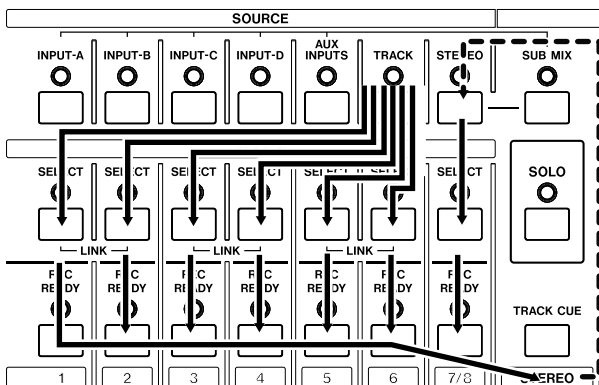 SOURCE
INPUT-A INPUT-B INPUT-C INPUT-D AUX INPUTS TRACK STEREO SUB MIX
SELECT SELECT SELECT SELECT SELECT SELECT SELECT SOLO
LINK LINK LINK
REC READY REC READY REC READY REC READY REC READY REC READY REC READY
TRACK CUE
1 2 3 4 5 6 7/8 STEREO